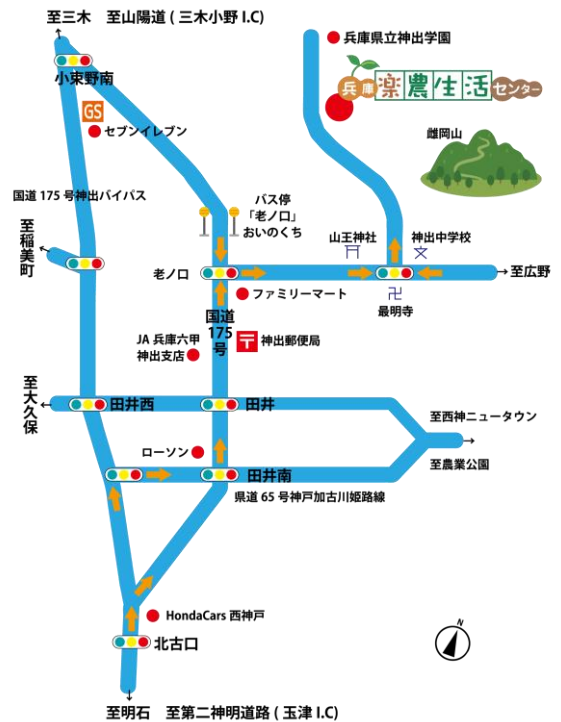 至三木　至山陽道 ( 三木小野 I.C)
小束野南
GS
セブンイレブン
兵庫県立神出学園
兵庫楽農生活センター
雌岡山
国道 175 号神出バイパス
至稲美町
バス停
「老ノ口」
おいのくち
山王神社
神出中学校
文
老ノ口
至広野
最明寺
ファミリーマート
国道175号
JA 兵庫六甲
神出支店
神出郵便局
至大久保
田井西
田井
至西神ニュータウン
至農業公園
ローソン
田井南
県道 65 号神戸加古川姫路線
HondaCars 西神戸
北古口
N
至明石　至第二神明道路 ( 玉津 I.C)